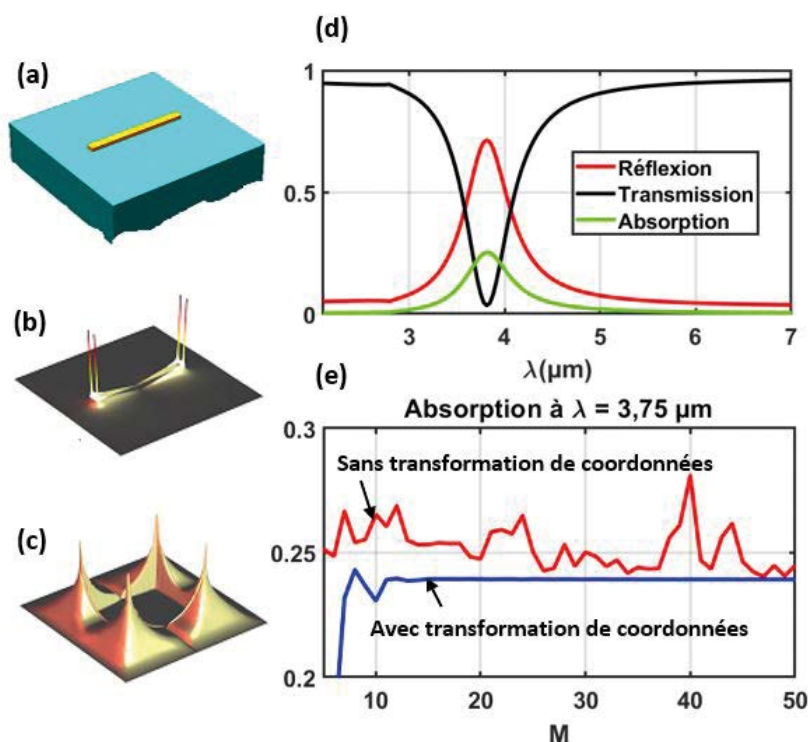 (a)
(b)
(c)
(d)
1
0.5
0
3
4
5
6
7
λ(µm)
Réflexion
Transmission
Absorption
(e)
Absorption à λ = 3,75 µm
0.3
0.25
0.2
Sans transformation de coordonnées
Avec transformation de coordonnées
10
20
30
40
50
M